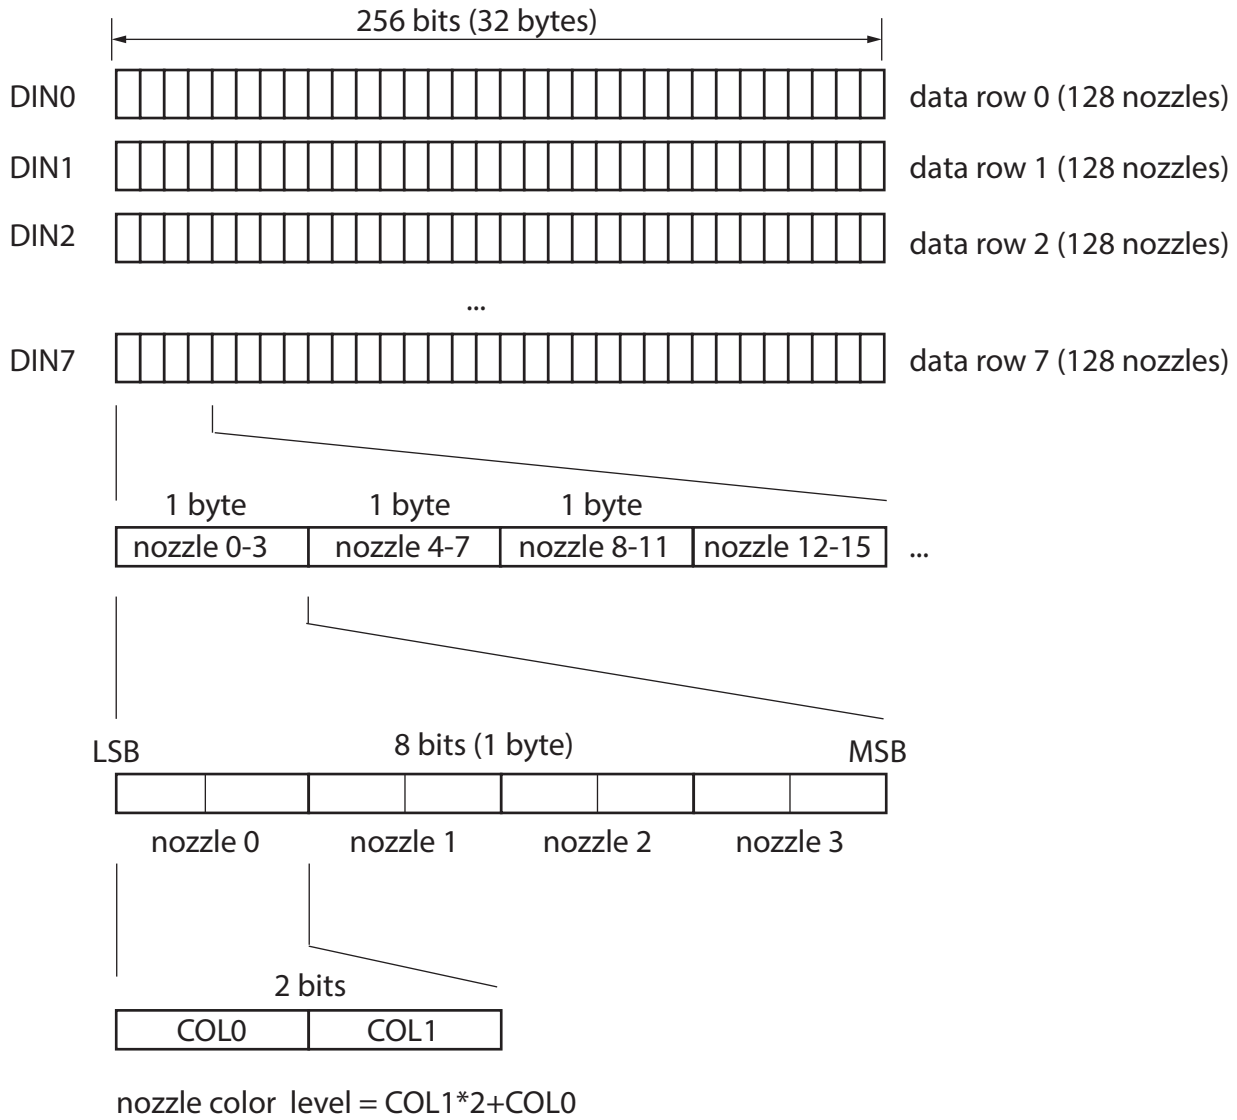 256 bits (32 bytes)
DIN0 data row 0 (128 nozzles)
DIN1 data row 1 (128 nozzles)
DIN2 data row 2 (128 nozzles)
...
DIN7 data row 7 (128 nozzles)
1 byte 1 byte 1 byte
nozzle 0-3 nozzle 4-7 nozzle 8-11 nozzle 12-15 ...
LSB 8 bits (1 byte) MSB
nozzle 0 nozzle 1 nozzle 2 nozzle 3
2 bits
COL0 COL1
nozzle color level = COL1*2+COL0